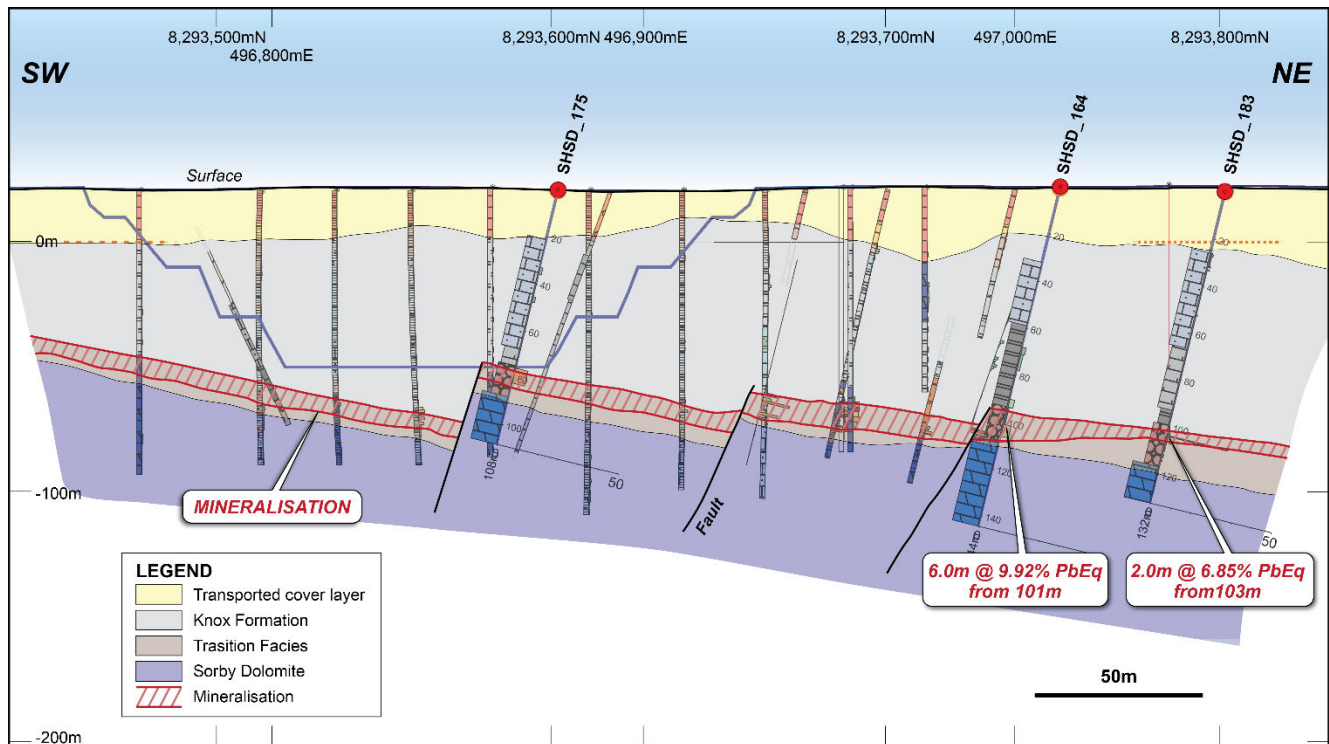 8,293,500mN
496,800mE
8,293,600mN
496,900mE
8,293,700mN
497,000mE
8,293,800mN
SW
NE
SHSD_175
SHSD_164
SHSD_183
Surface
0m
20
40
60
80
100
108m
50
20
60
80
100
120
140
20
40
60
80
100
120
132m
50
-100m
MINERALISATION
Fault
6.0m @ 9.92% PbEq
from 101m
2.0m @ 6.85% PbEq
from103m
LEGEND
Transported cover layer
Knox Formation
Trasition Facies
Sorby Dolomite
Mineralisation
50m
-200m